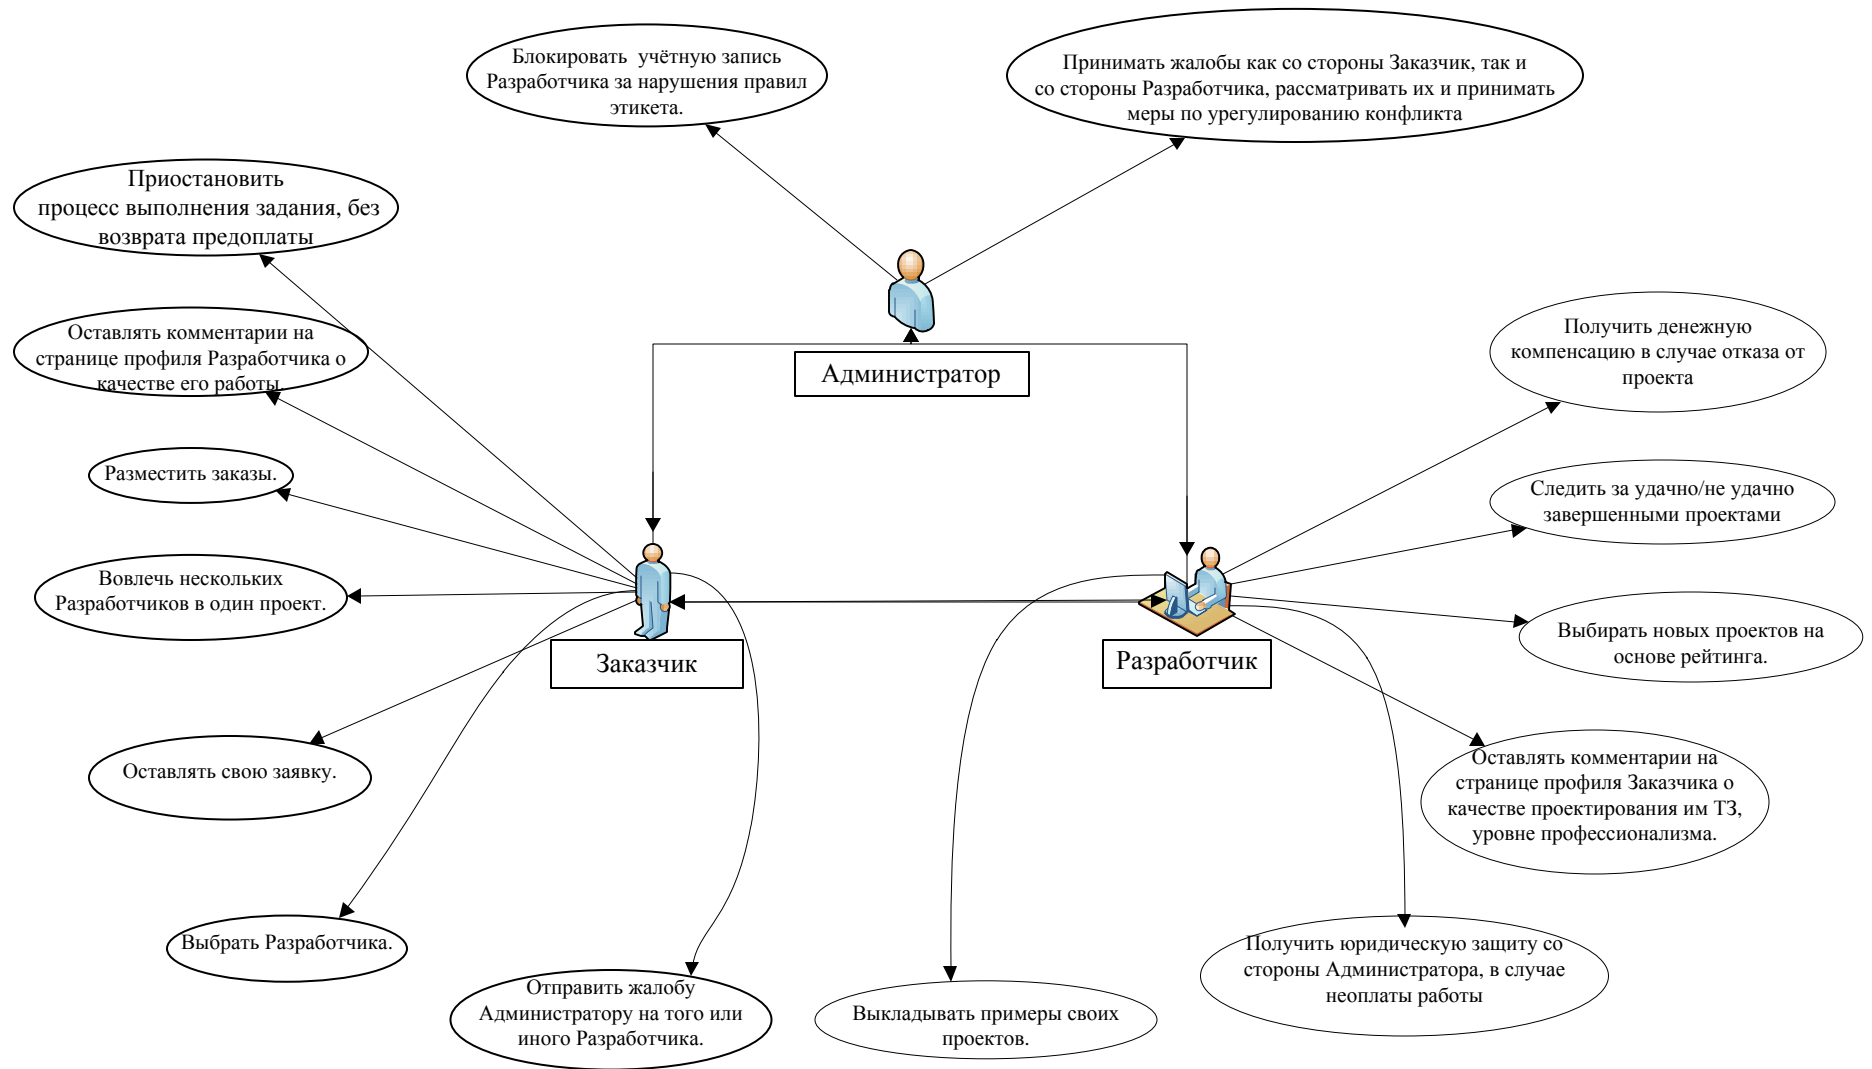 Блокировать учётную запись
Разработчика за нарушения правил
этикета.
Принимать жалобы как со стороны Заказчик, так и
со стороны Разработчика, рассматривать их и принимать
меры по урегулированию конфликта
Приостановить
процесс выполнения задания, без
возврата предоплаты
Оставлять комментарии на
странице профиля Разработчика о
качестве его работы.
Разместить заказы.
Вовлечь нескольких
Разработчиков в один проект.
Оставлять свою заявку.
Выбрать Разработчика.
Отправить жалобу
Администратору на того или
иного Разработчика.
Администратор
Заказчик
Разработчик
Получить денежную
компенсацию в случае отказа от
проекта
Следить за удачно/не удачно
завершенными проектами
Выбирать новых проектов на
основе рейтинга.
Оставлять комментарии на
странице профиля Заказчика о
качестве проектирования им ТЗ,
уровне профессионализма.
Получить юридическую защиту со
стороны Администратора, в случае
неоплаты работы
Выкладывать примеры своих
проектов.